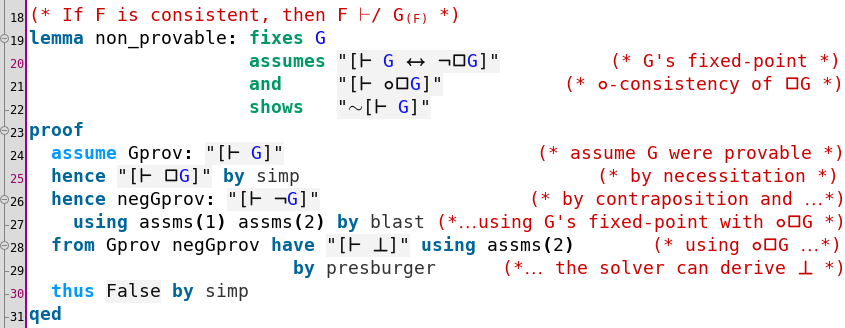 18 (* If F is consistent, then F ⊬ G₍F₎ *)
19 lemma non_provable: fixes G
20 assumes "[⊢ G ↔ ¬□G]" (* G's fixed-point *)
21 and "[⊢ ∘□G]" (* ∘-consistency of □G *)
22 shows "∼[⊢ G]"
23 proof
24 assume Gprov: "[⊢ G]" (* assume G were provable *)
25 hence "[⊢ □G]" by simp (* by necessitation *)
26 hence negGprov: "[⊢ ¬G]" (* by contraposition and …*)
27 using assms(1) assms(2) by blast (*…using G's fixed-point with ∘□G *)
28 from Gprov negGprov have "[⊢ ⊥]" using assms(2) (* using ∘□G …*)
29 by presburger (*… the solver can derive ⊥ *)
30 thus False by simp
31 qed